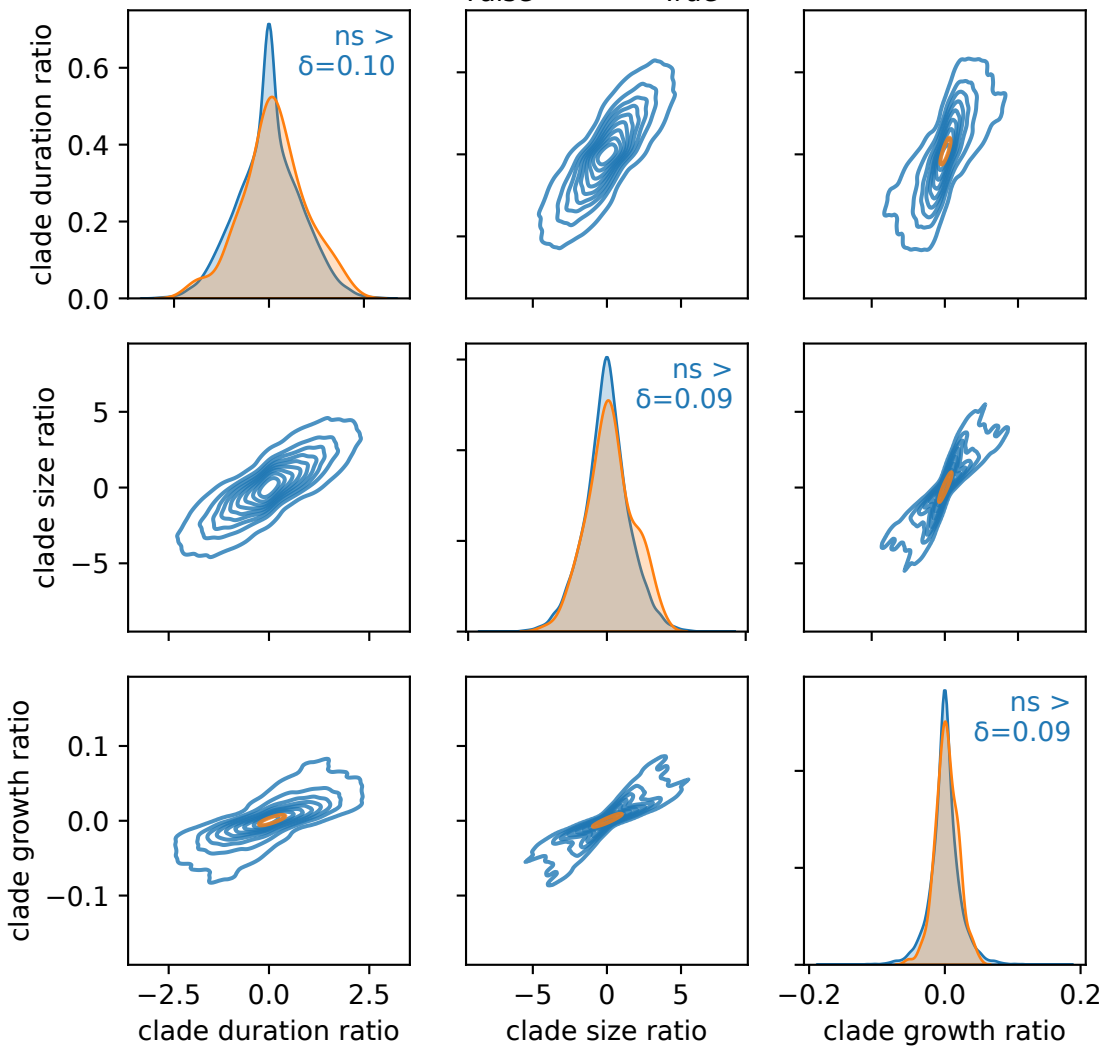 clade duration ratio
0.6
0.4
0.2
0.0
ns >
δ=0.10
clade size ratio
5
0
−5
ns >
δ=0.09
clade growth ratio
0.1
0.0
−0.1
ns >
δ=0.09
−2.5 0.0 2.5
−5 0 5
−0.2 0.0 0.2
clade duration ratio
clade size ratio
clade growth ratio